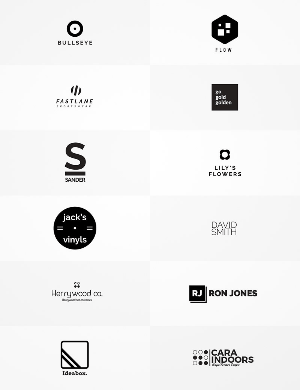 BULLSEYE
FLOW
FASTLANE
go
gold
golden
S
SANDER
LILY'S
FLOWERS
jack's
vinyls
DAVID
SMITH
Herrywood co.
RJ RON JONES
Ideabox.
CARA
INDOORS